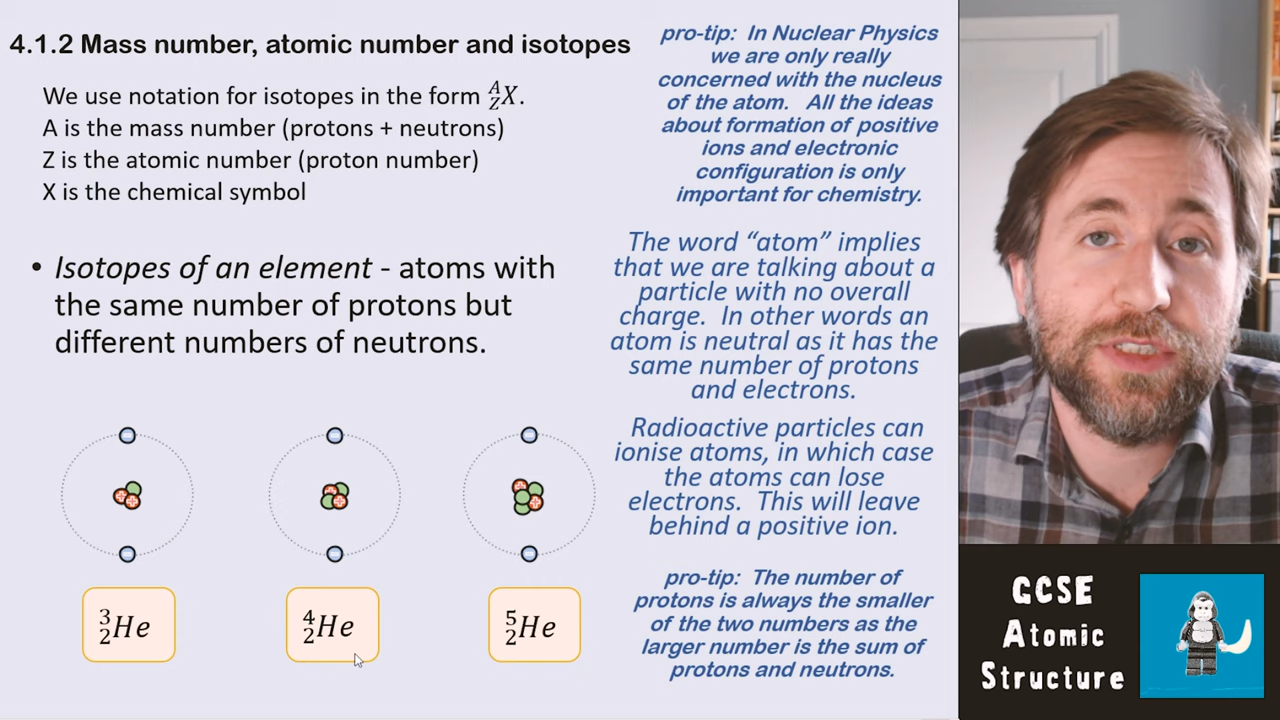 4.1.2 Mass number, atomic number and isotopes
We use notation for isotopes in the form ᴬ_ZX.
A is the mass number (protons + neutrons)
Z is the atomic number (proton number)
X is the chemical symbol
• Isotopes of an element - atoms with
the same number of protons but
different numbers of neutrons.
³₂He
⁴₂He
⁵₂He
pro-tip: In Nuclear Physics
we are only really
concerned with the nucleus
of the atom. All the ideas
about formation of positive
ions and electronic
configuration is only
important for chemistry.
The word “atom” implies
that we are talking about a
particle with no overall
charge. In other words an
atom is neutral as it has the
same number of protons
and electrons.
Radioactive particles can
ionise atoms, in which case
the atoms can lose
electrons. This will leave
behind a positive ion.
pro-tip: The number of
protons is always the smaller
of the two numbers as the
larger number is the sum of
protons and neutrons.
GCSE
Atomic
Structure